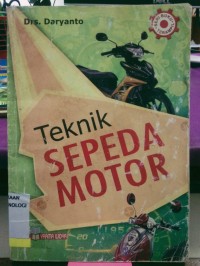 Drs. Daryanto
Teknik
SEPEDA
MOTOR